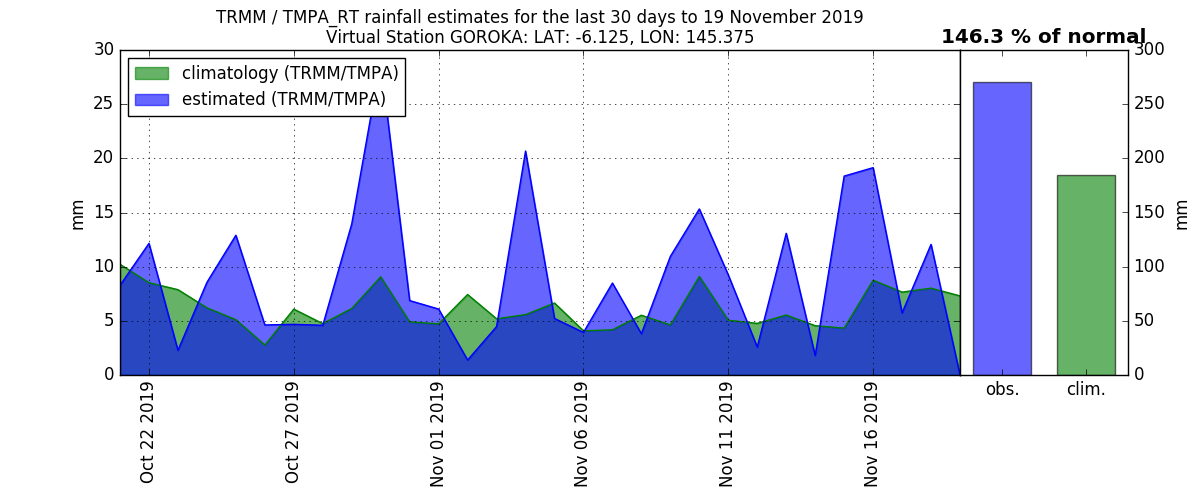 TRMM / TMPA_RT rainfall estimates for the last 30 days to 19 November 2019
Virtual Station GOROKA: LAT: -6.125, LON: 145.375
146.3 % of normal
climatology (TRMM/TMPA)
estimated (TRMM/TMPA)
30
25
20
15
10
5
0
mm
Oct 22 2019
Oct 27 2019
Nov 01 2019
Nov 06 2019
Nov 11 2019
Nov 16 2019
300
250
200
150
100
50
0
mm
obs.
clim.